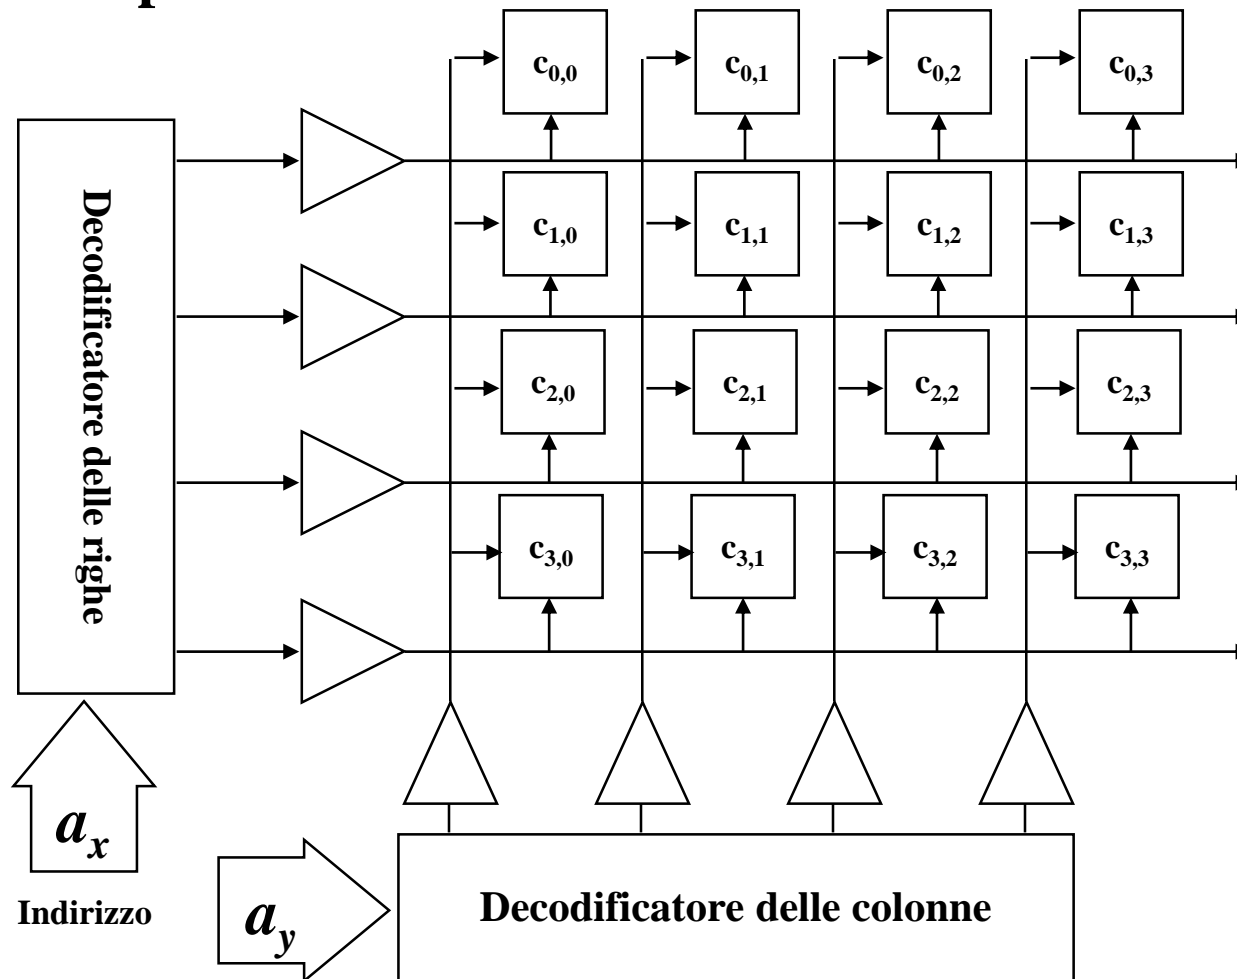 c0,0 c0,1 c0,2 c0,3
c1,0 c1,1 c1,2 c1,3
c2,0 c2,1 c2,2 c2,3
c3,0 c3,1 c3,2 c3,3
Decodificatore delle righe
ax
Indirizzo
ay
Decodificatore delle colonne